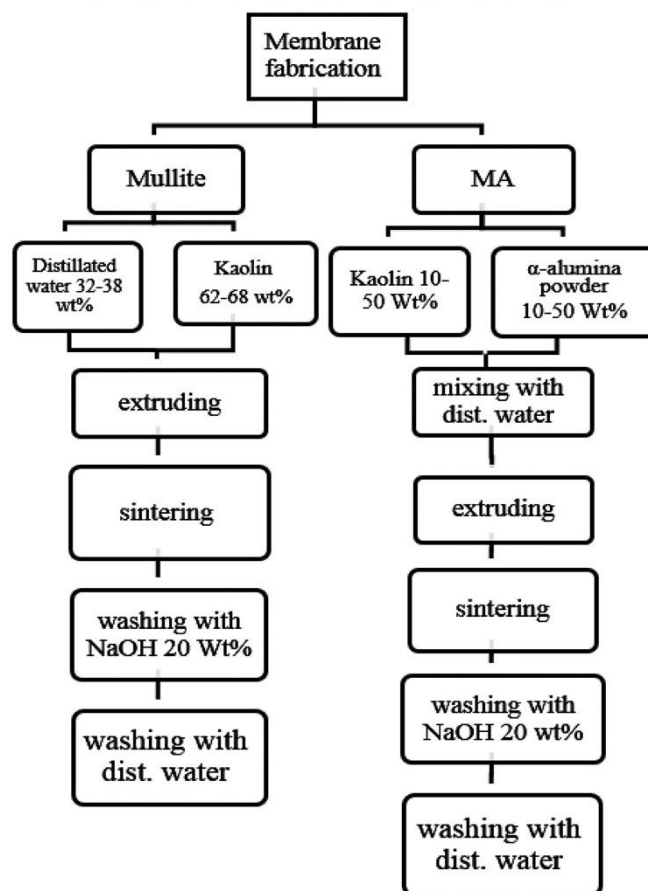 Membrane
fabrication
Mullite
MA
Distillated
water 32-38
wt%
Kaolin
62-68 wt%
Kaolin 10-
50 Wt%
α-alumina
powder
10-50 Wt%
extruding
mixing with
dist. water
sintering
extruding
washing with
NaOH 20 Wt%
sintering
washing with
dist. water
washing with
NaOH 20 wt%
washing with
dist. water